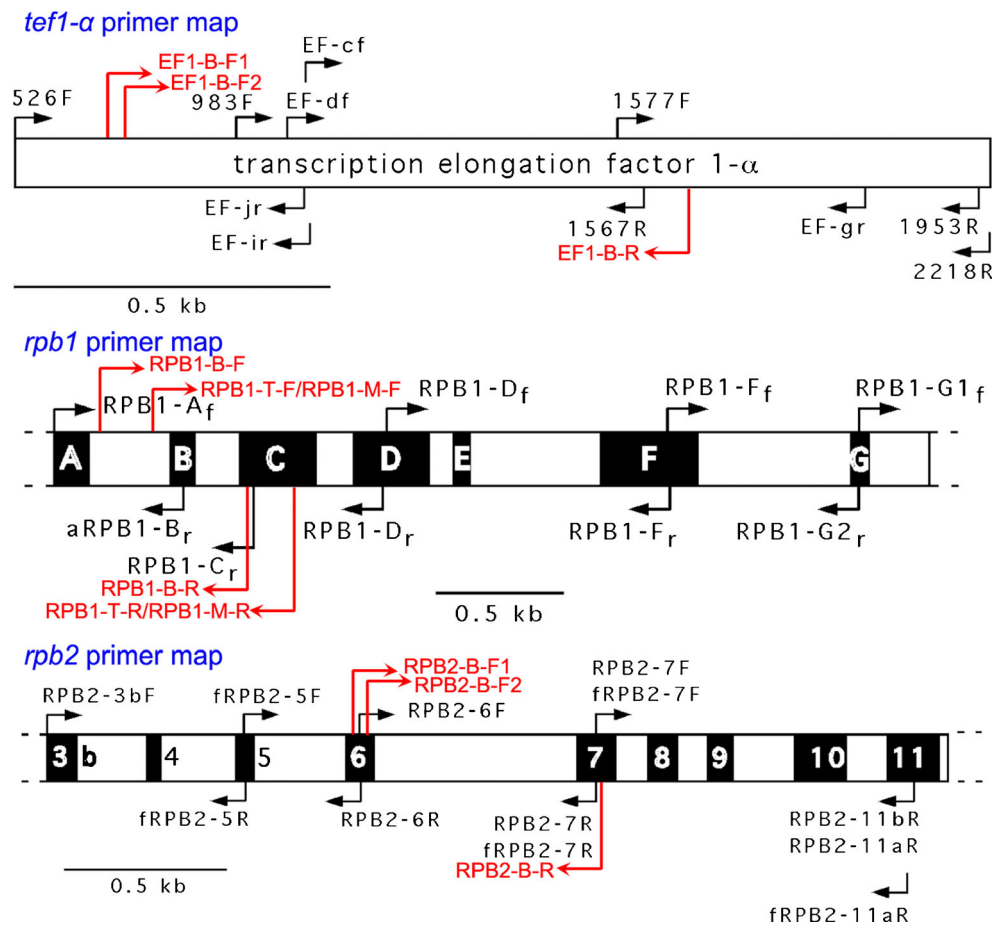 tef1-α primer map
EF-cf
EF1-B-F1
EF1-B-F2
526F
983F
EF-df
1577F
transcription elongation factor 1-α
EF-jr
EF-ir
1567R
EF1-B-R
EF-gr
1953R
2218R
0.5 kb
rpb1 primer map
RPB1-B-F
RPB1-T-F/RPB1-M-F
RPB1-Af
RPB1-Df
RPB1-Ff
RPB1-G1f
A B C D E F G
aRPB1-Br
RPB1-Cr
RPB1-Dr
RPB1-Fr
RPB1-G2r
RPB1-B-R
RPB1-T-R/RPB1-M-R
0.5 kb
rpb2 primer map
RPB2-B-F1
RPB2-B-F2
RPB2-3bF
fRPB2-5F
RPB2-6F
RPB2-7F
fRPB2-7F
3b 4 5 6 7 8 9 10 11
fRPB2-5R
RPB2-6R
RPB2-7R
fRPB2-7R
RPB2-B-R
RPB2-11bR
RPB2-11aR
fRPB2-11aR
0.5 kb